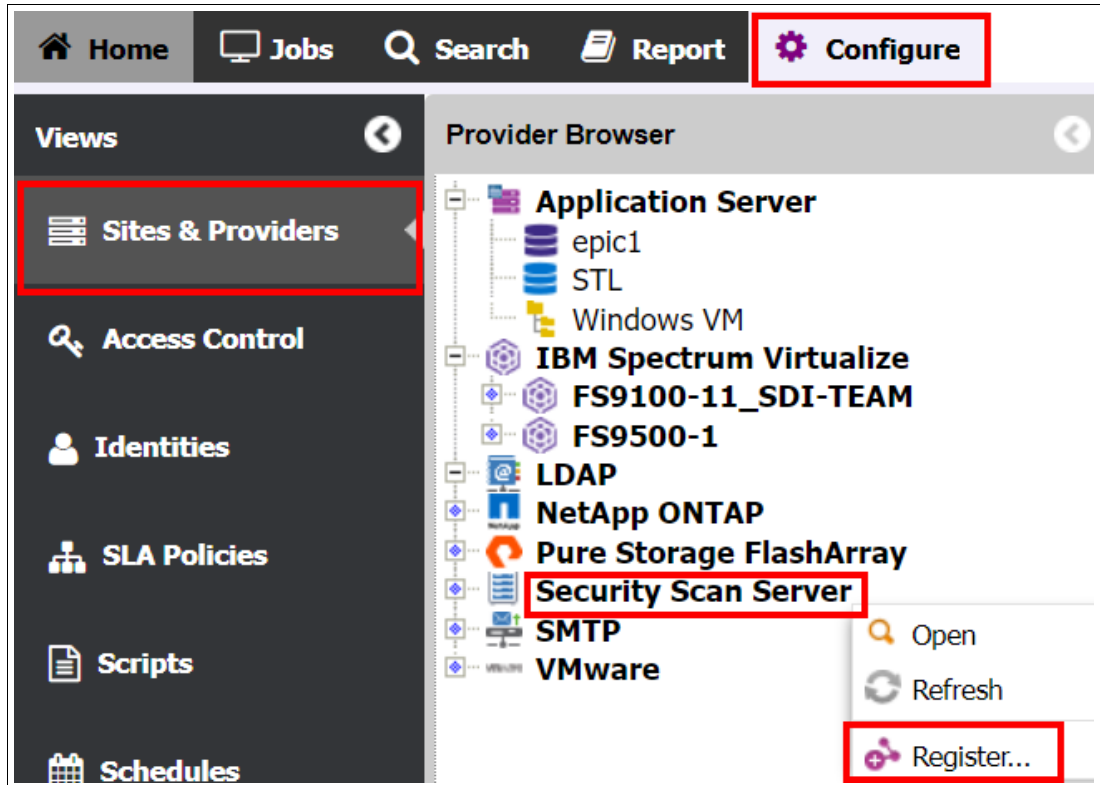 Home Jobs Search Report Configure
Views
Sites & Providers
Access Control
Identities
SLA Policies
Scripts
Schedules
Provider Browser
Application Server
epic1
STL
Windows VM
IBM Spectrum Virtualize
FS9100-11_SDI-TEAM
FS9500-1
LDAP
NetApp ONTAP
Pure Storage FlashArray
Security Scan Server
SMTP
VMware
Open
Refresh
Register...